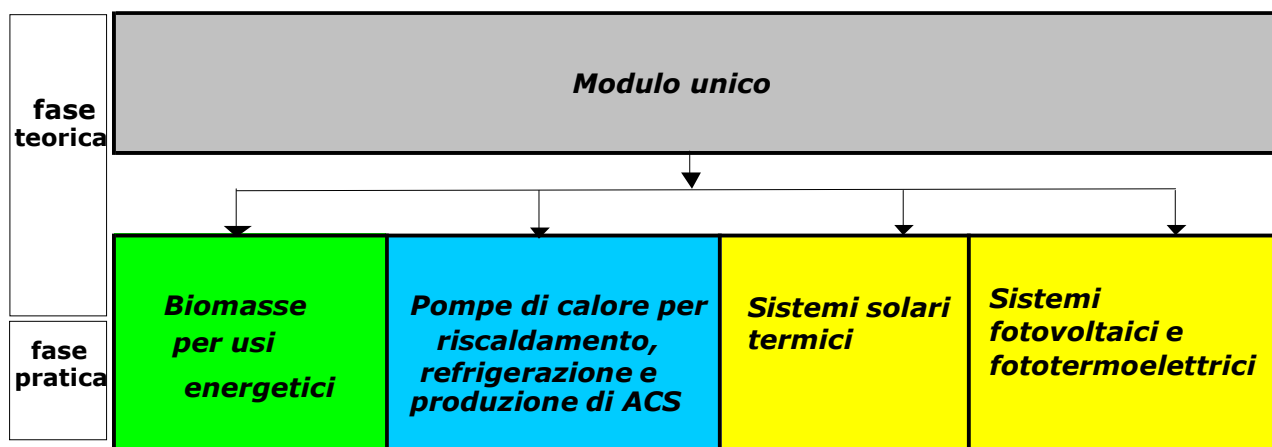 fase
teorica
Modulo unico
fase
pratica
Biomasse
per usi
energetici
Pompe di calore per
riscaldamento,
refrigerazione e
produzione di ACS
Sistemi solari
termici
Sistemi
fotovoltaici e
fototermoelettrici